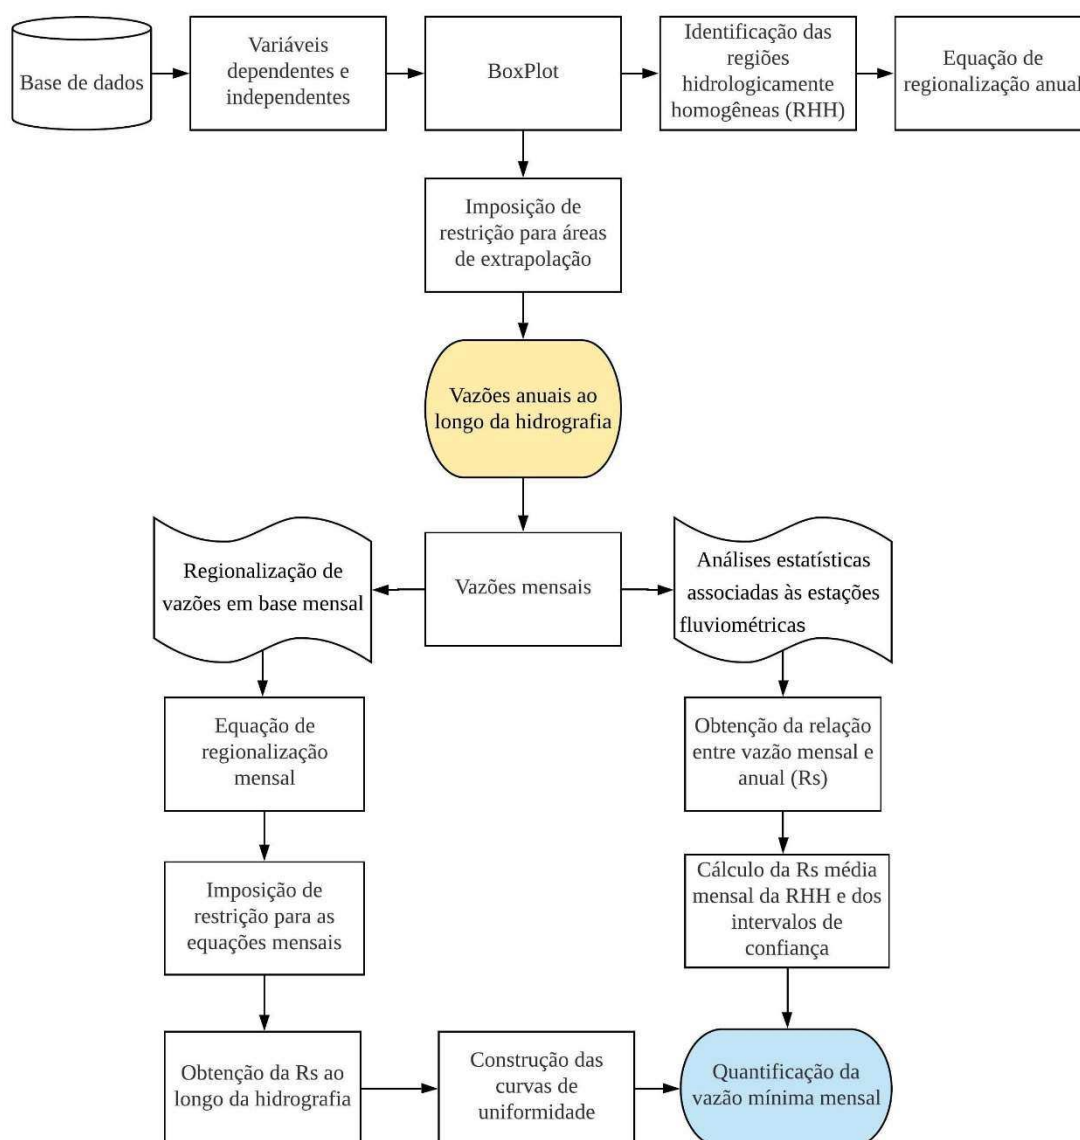 Base de dados
Variáveis
dependentes e
independentes
BoxPlot
Identificação das
regiões
hidrologicamente
homogêneas (RHH)
Equação de
regionalização anual
Imposição de
restrição para áreas
de extrapolação
Vazões anuais ao
longo da hidrografia
Regionalização de
vazões em base mensal
Vazões mensais
Análises estatísticas
associadas às estações
fluviométricas
Equação de
regionalização
mensal
Obtenção da relação
entre vazão mensal e
anual (Rs)
Imposição de
restrição para as
equações mensais
Cálculo da Rs média
mensal da RHH e dos
intervalos de
confiança
Obtenção da Rs ao
longo da hidrografia
Construção das
curvas de
uniformidade
Quantificação da
vazão mínima mensal